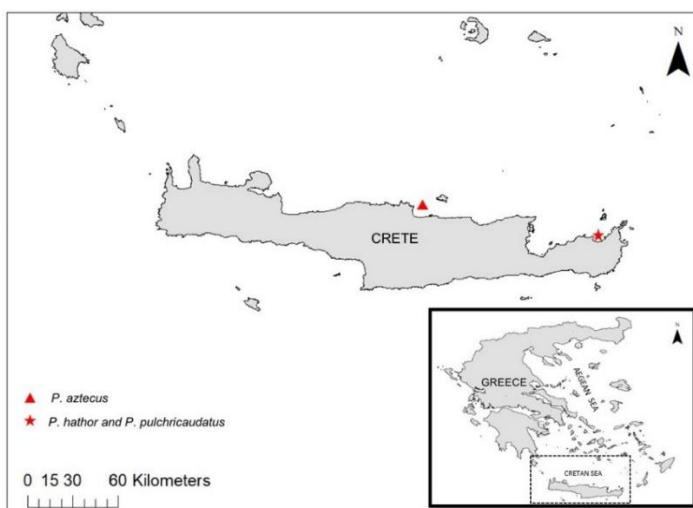 N
CRETE
P. aztecus
P. hathor and P. pulchricaudatus
0 15 30 60 Kilometers
N
GREECE
AEGEAN SEA
CRETAN SEA